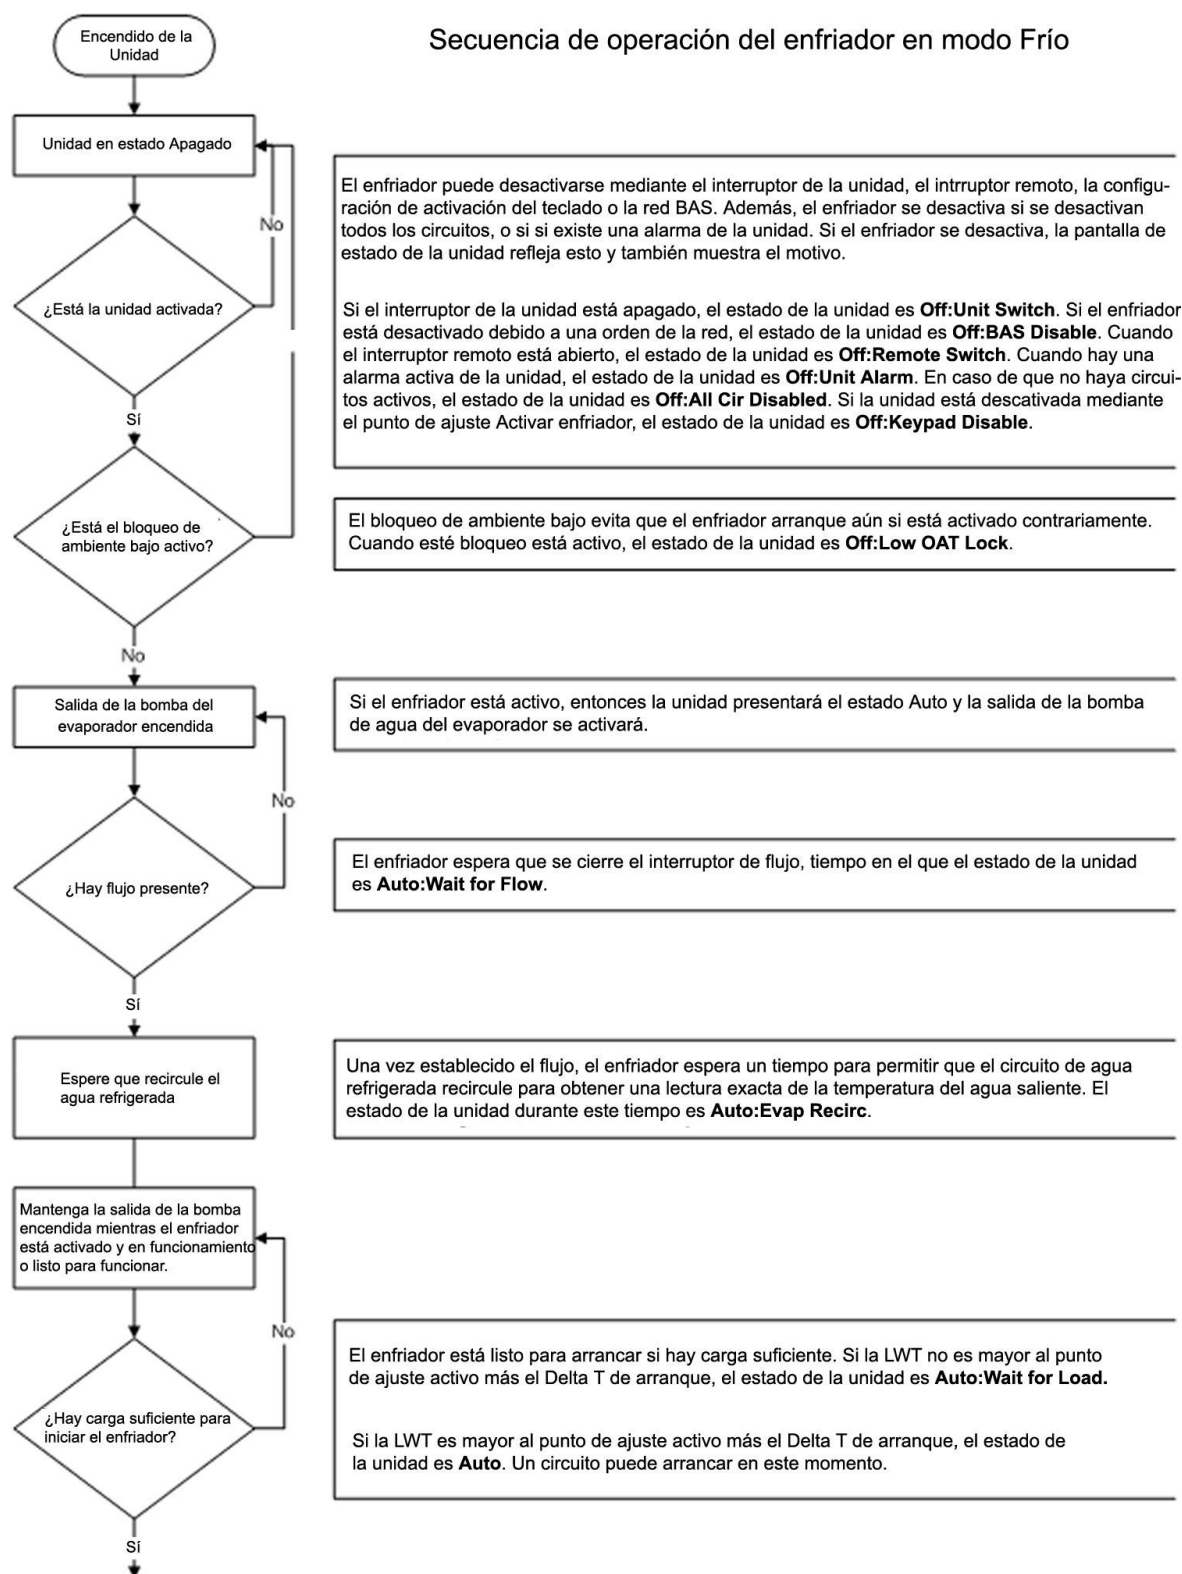 Encendido de la
Unidad
Secuencia de operación del enfriador en modo Frío
Unidad en estado Apagado
No
El enfriador puede desactivarse mediante el interruptor de la unidad, el intrruptor remoto, la configu-
ración de activación del teclado o la red BAS. Además, el enfriador se desactiva si se desactivan
todos los circuitos, o si si existe una alarma de la unidad. Si el enfriador se desactiva, la pantalla de
estado de la unidad refleja esto y también muestra el motivo.
¿Está la unidad activada?
Si el interruptor de la unidad está apagado, el estado de la unidad es Off:Unit Switch. Si el enfriador
está desactivado debido a una orden de la red, el estado de la unidad es Off:BAS Disable. Cuando
el interruptor remoto está abierto, el estado de la unidad es Off:Remote Switch. Cuando hay una
alarma activa de la unidad, el estado de la unidad es Off:Unit Alarm. En caso de que no haya circui-
tos activos, el estado de la unidad es Off:All Cir Disabled. Si la unidad está descativada mediante
el punto de ajuste Activar enfriador, el estado de la unidad es Off:Keypad Disable.
Sí
¿Está el bloqueo de
ambiente bajo activo?
El bloqueo de ambiente bajo evita que el enfriador arranque aún si está activado contrariamente.
Cuando esté bloqueo está activo, el estado de la unidad es Off:Low OAT Lock.
No
Salida de la bomba del
evaporador encendida
Si el enfriador está activo, entonces la unidad presentará el estado Auto y la salida de la bomba
de agua del evaporador se activará.
No
¿Hay flujo presente?
El enfriador espera que se cierre el interruptor de flujo, tiempo en el que el estado de la unidad
es Auto:Wait for Flow.
Sí
Espere que recircule el
agua refrigerada
Una vez establecido el flujo, el enfriador espera un tiempo para permitir que el circuito de agua
refrigerada recircule para obtener una lectura exacta de la temperatura del agua saliente. El
estado de la unidad durante este tiempo es Auto:Evap Recirc.
Mantenga la salida de la bomba
encendida mientras el enfriador
está activado y en funcionamiento
o listo para funcionar.
No
¿Hay carga suficiente para
iniciar el enfriador?
El enfriador está listo para arrancar si hay carga suficiente. Si la LWT no es mayor al punto
de ajuste activo más el Delta T de arranque, el estado de la unidad es Auto:Wait for Load.
Si la LWT es mayor al punto de ajuste activo más el Delta T de arranque, el estado de
la unidad es Auto. Un circuito puede arrancar en este momento.
Sí